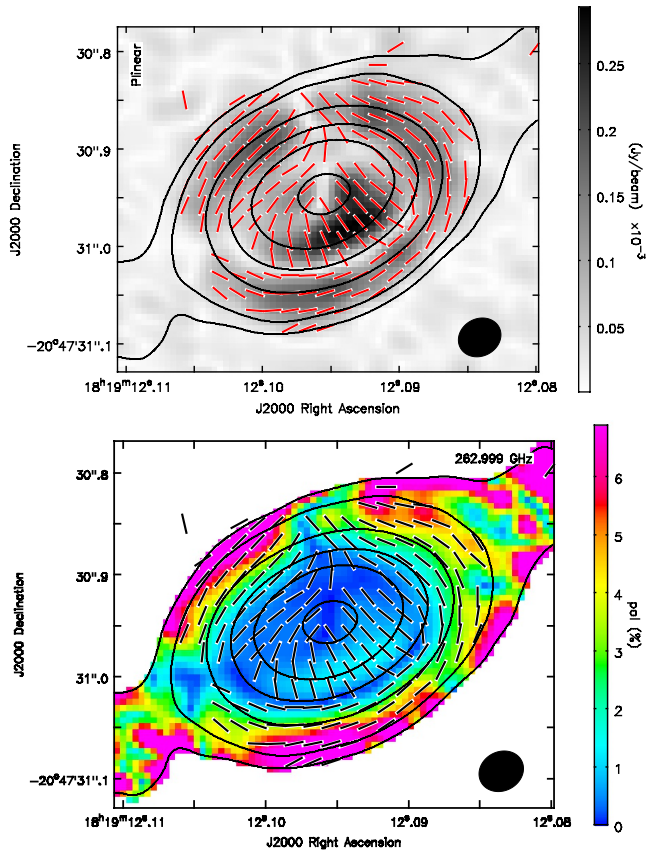 Plinear
30".8
30".9
31".0
−20°47'31".1
J2000 Declination
18ʰ19ᵐ12ˢ.11
12ˢ.10
12ˢ.09
12ˢ.08
J2000 Right Ascension
0.25
0.2
0.15
0.1
0.05
(Jy/beam) ×10⁻³
262.999 GHz
30".8
30".9
31".0
−20°47'31".1
J2000 Declination
18ʰ19ᵐ12ˢ.11
12ˢ.10
12ˢ.09
12ˢ.08
J2000 Right Ascension
6
5
4
3
2
1
0
pol (%)